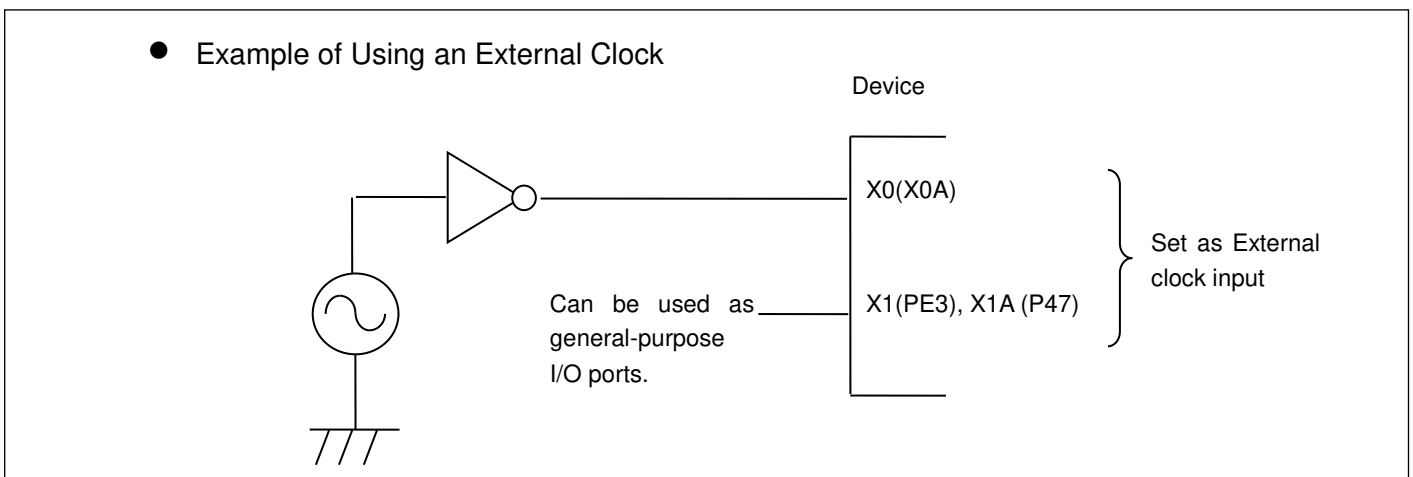 ● Example of Using an External Clock
Device
X0(X0A)
Set as External
clock input
Can be used as
general-purpose
I/O ports.
X1(PE3), X1A (P47)